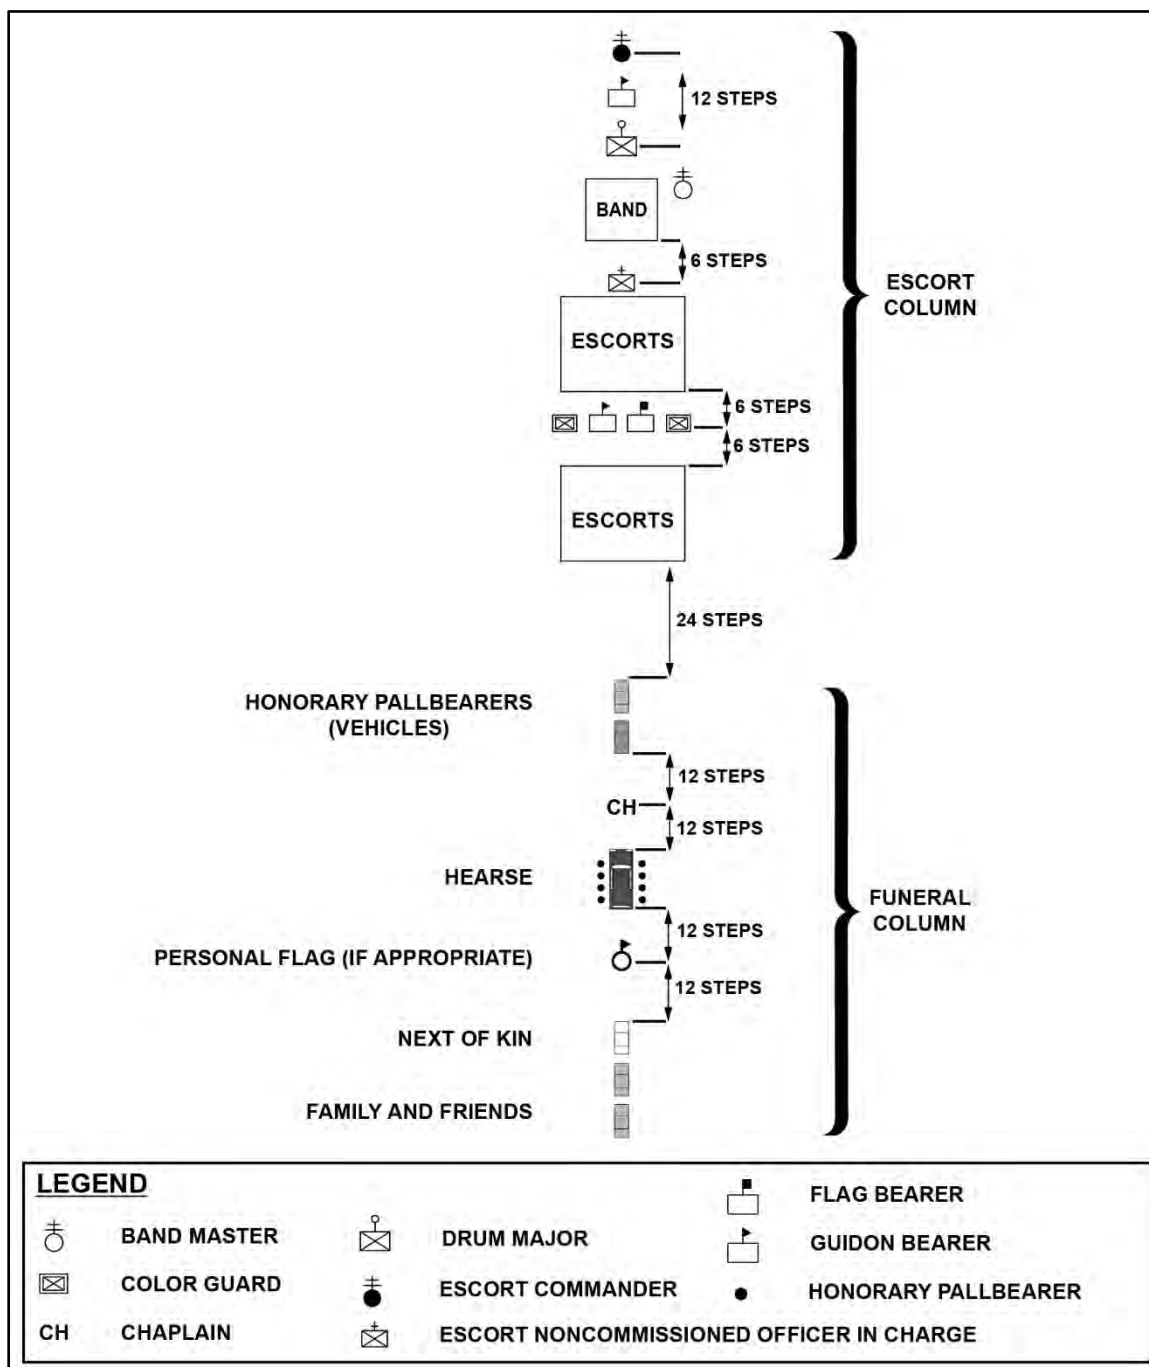 12 STEPS
BAND
6 STEPS
ESCORT
COLUMN
ESCORTS
6 STEPS
6 STEPS
ESCORTS
24 STEPS
HONORARY PALLBEARERS
(VEHICLES)
12 STEPS
CH
12 STEPS
HEARSE
FUNERAL
COLUMN
12 STEPS
PERSONAL FLAG (IF APPROPRIATE)
12 STEPS
NEXT OF KIN
FAMILY AND FRIENDS
LEGEND
BAND MASTER
COLOR GUARD
CH CHAPLAIN
DRUM MAJOR
ESCORT COMMANDER
ESCORT NONCOMMISSIONED OFFICER IN CHARGE
FLAG BEARER
GUIDON BEARER
HONORARY PALLBEARER